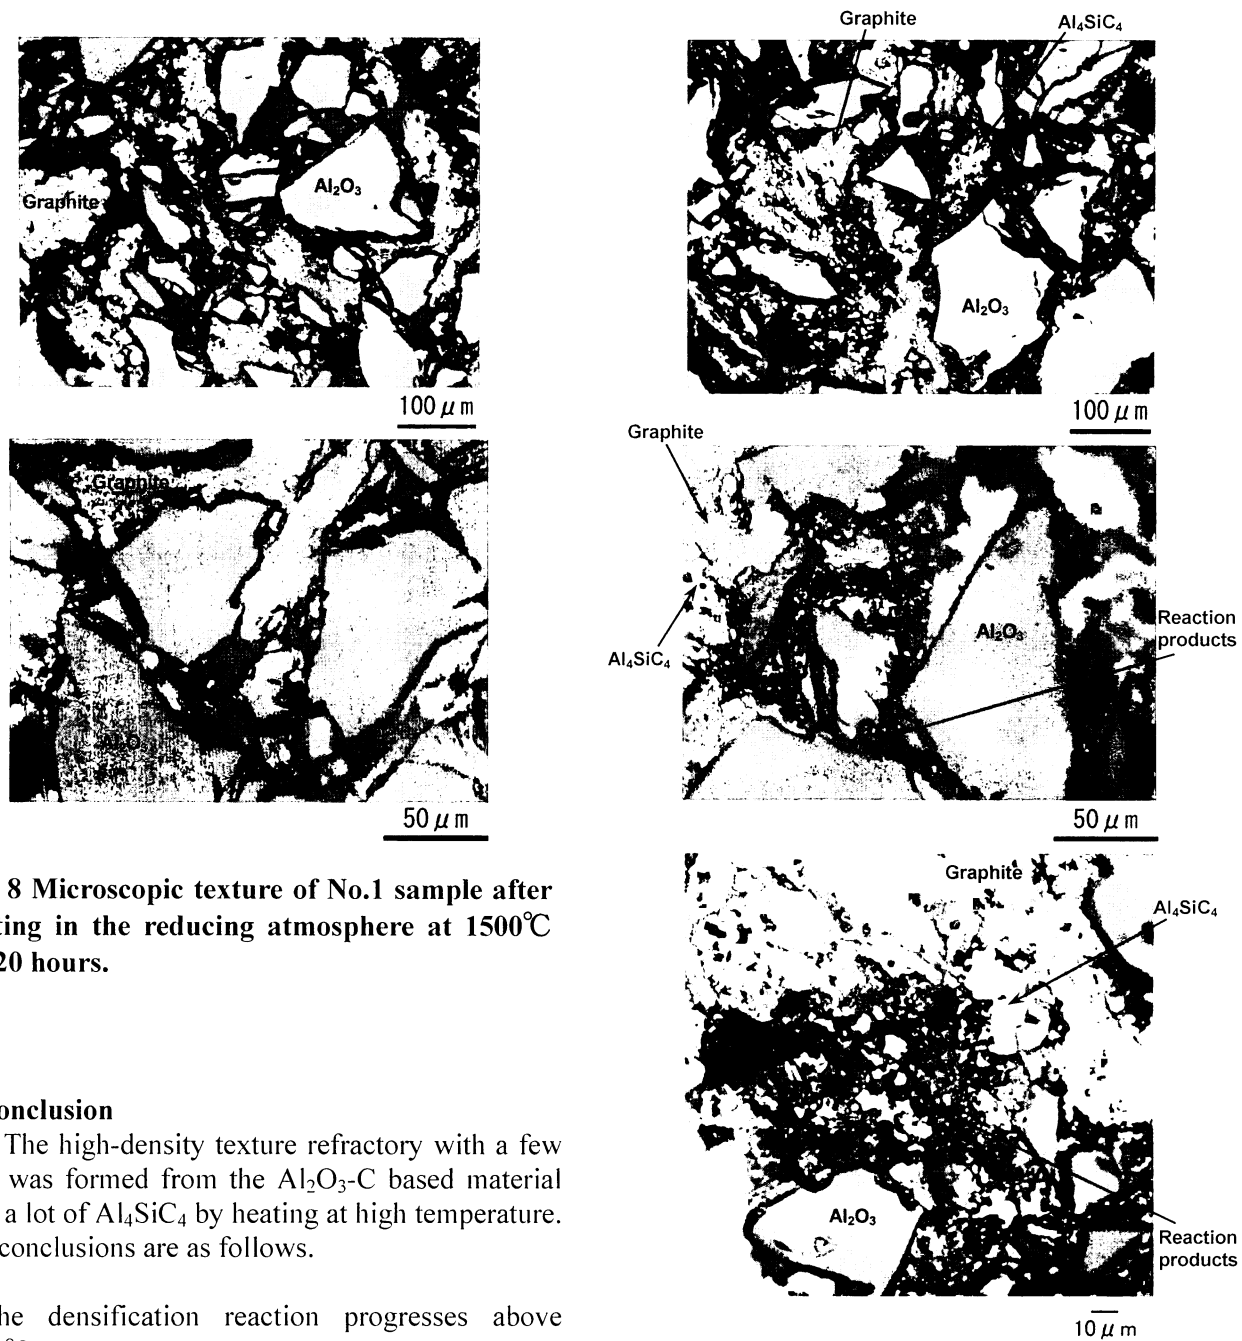 Graphite
Al₂O₃
100 μm
Graphite
50 μm
8 Microscopic texture of No.1 sample after
ting in the reducing atmosphere at 1500℃
20 hours.
onclusion
The high-density texture refractory with a few
was formed from the Al₂O₃-C based material
a lot of Al₄SiC₄ by heating at high temperature.
conclusions are as follows.
he densification reaction progresses above
Graphite
Al₄SiC₄
Al₂O₃
100 μm
Graphite
Al₄SiC₄
Al₂O₃
Reaction
products
50 μm
Graphite
Al₄SiC₄
Al₂O₃
Reaction
products
10 μm